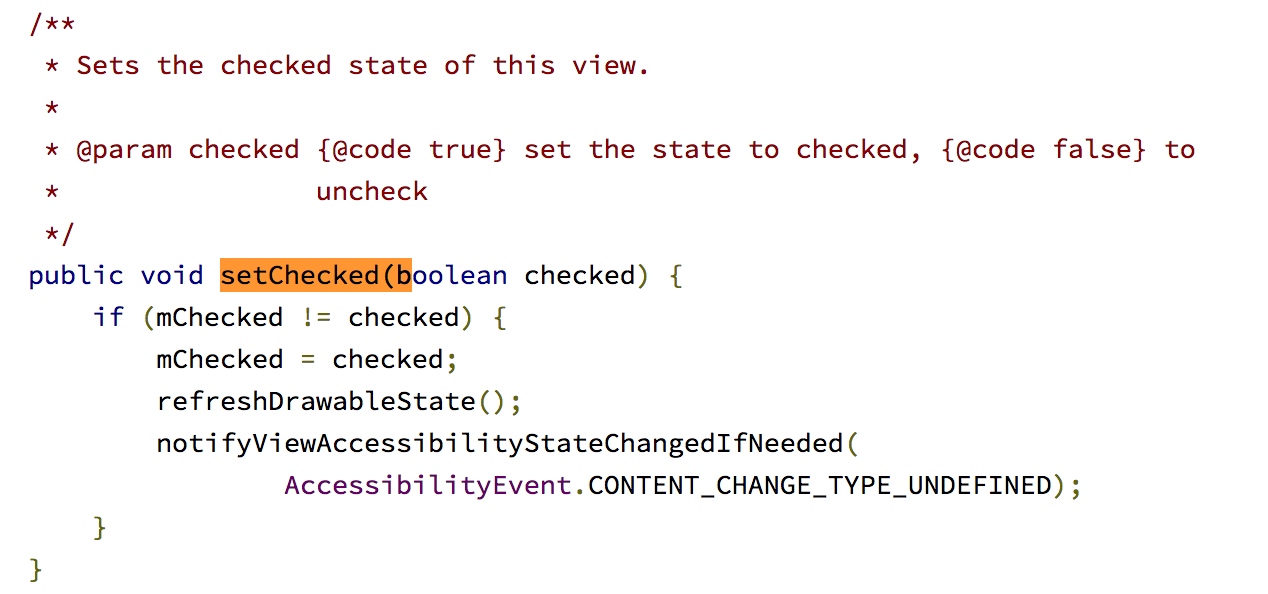 /**
 * Sets the checked state of this view.
 *
 * @param checked {@code true} set the state to checked, {@code false} to
 *                uncheck
 */
public void setChecked(boolean checked) {
    if (mChecked != checked) {
        mChecked = checked;
        refreshDrawableState();
        notifyViewAccessibilityStateChangedIfNeeded(
                AccessibilityEvent.CONTENT_CHANGE_TYPE_UNDEFINED);
    }
}